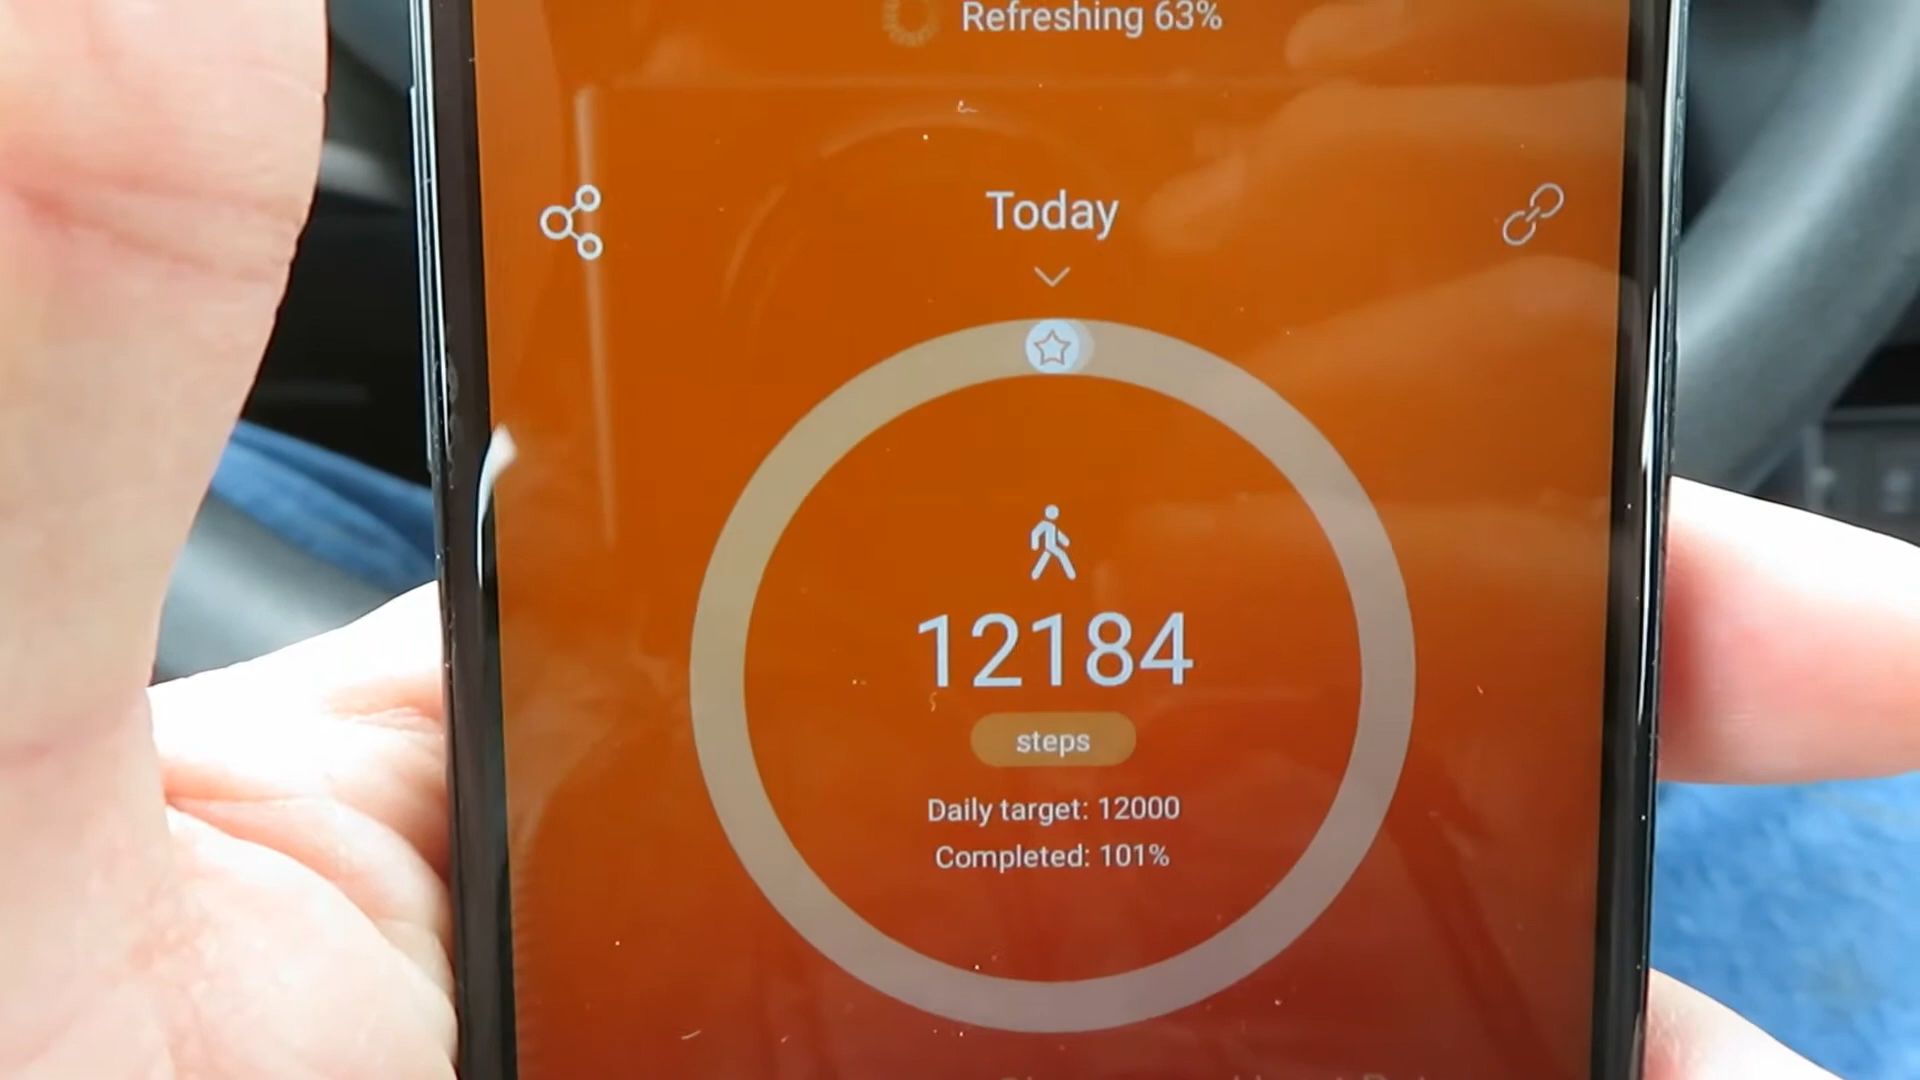 Refreshing 63%
Today
12184
steps
Daily target: 12000
Completed: 101%